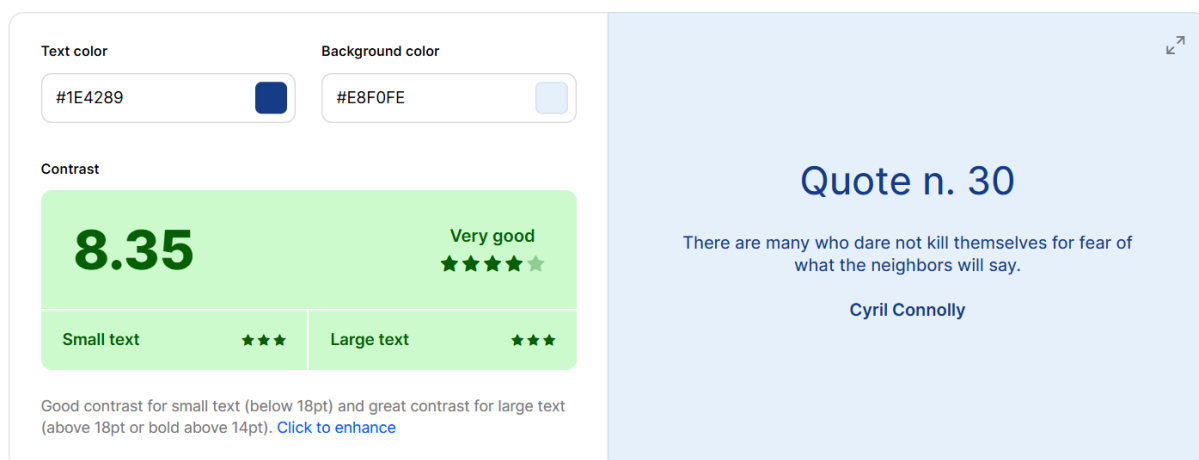 Text color
Background color
#1E4289
#E8F0FE
Contrast
8.35
Very good
Small text
Large text
Good contrast for small text (below 18pt) and great contrast for large text
(above 18pt or bold above 14pt). Click to enhance
Quote n. 30
There are many who dare not kill themselves for fear of
what the neighbors will say.
Cyril Connolly